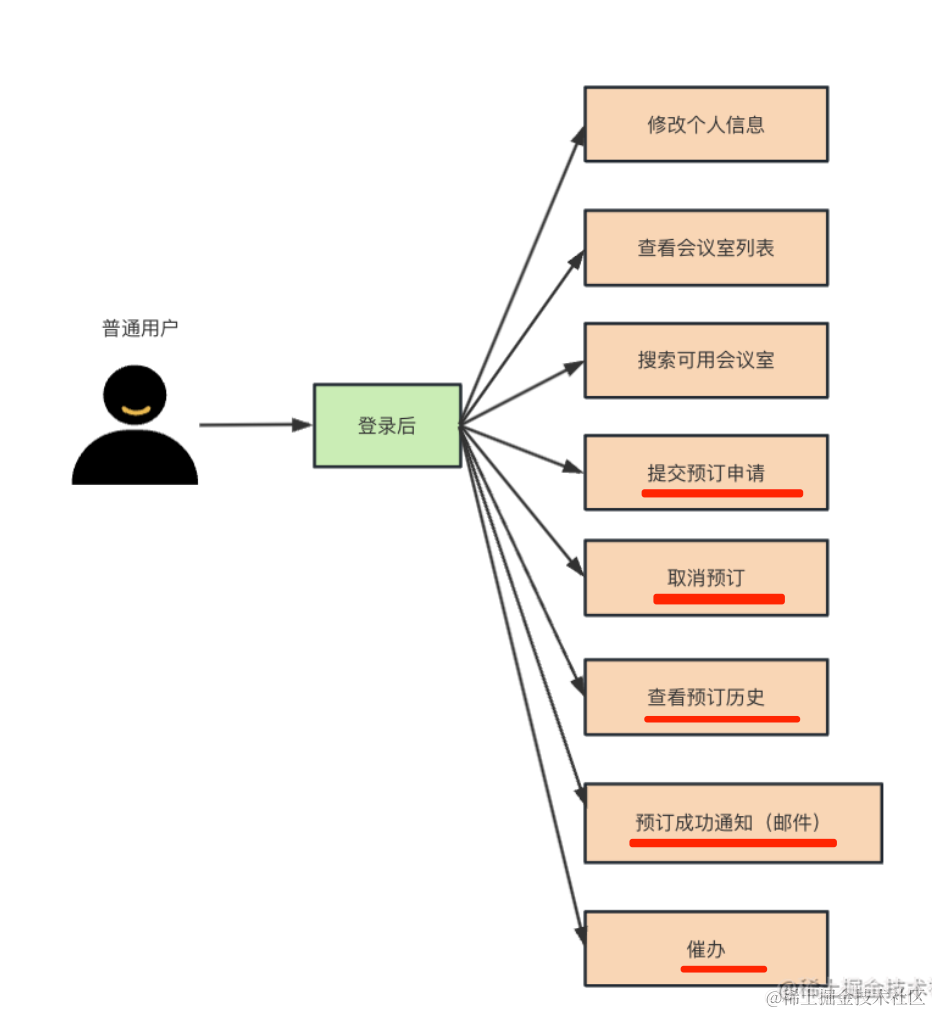 修改个人信息
查看会议室列表
搜索可用会议室
普通用户
登录后
提交预订申请
取消预订
查看预订历史
预订成功通知（邮件）
催办
@稀土掘金技术社区